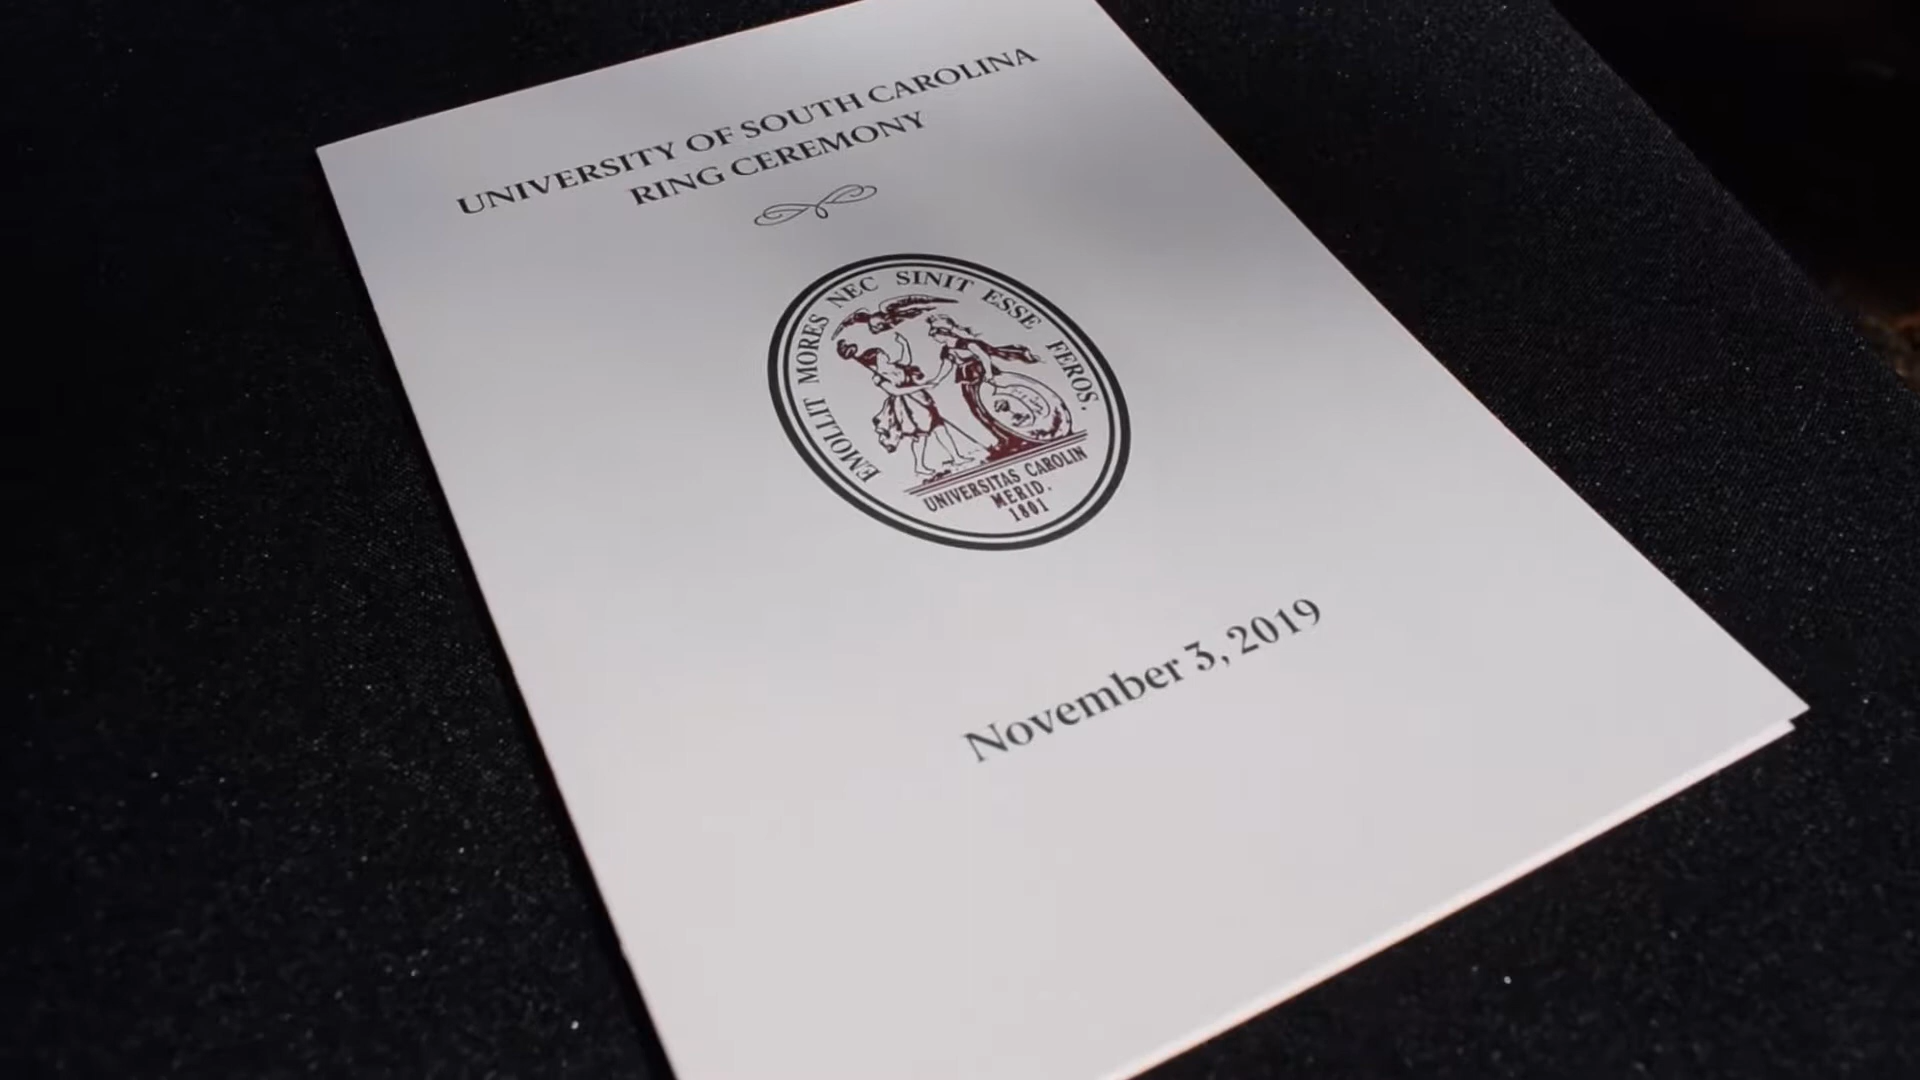 UNIVERSITY OF SOUTH CAROLINA
RING CEREMONY
EMOLLIT MORES NEC SINIT ESSE FEROS.
UNIVERSITAS CAROLIN
MERID.
1801
November 3, 2019